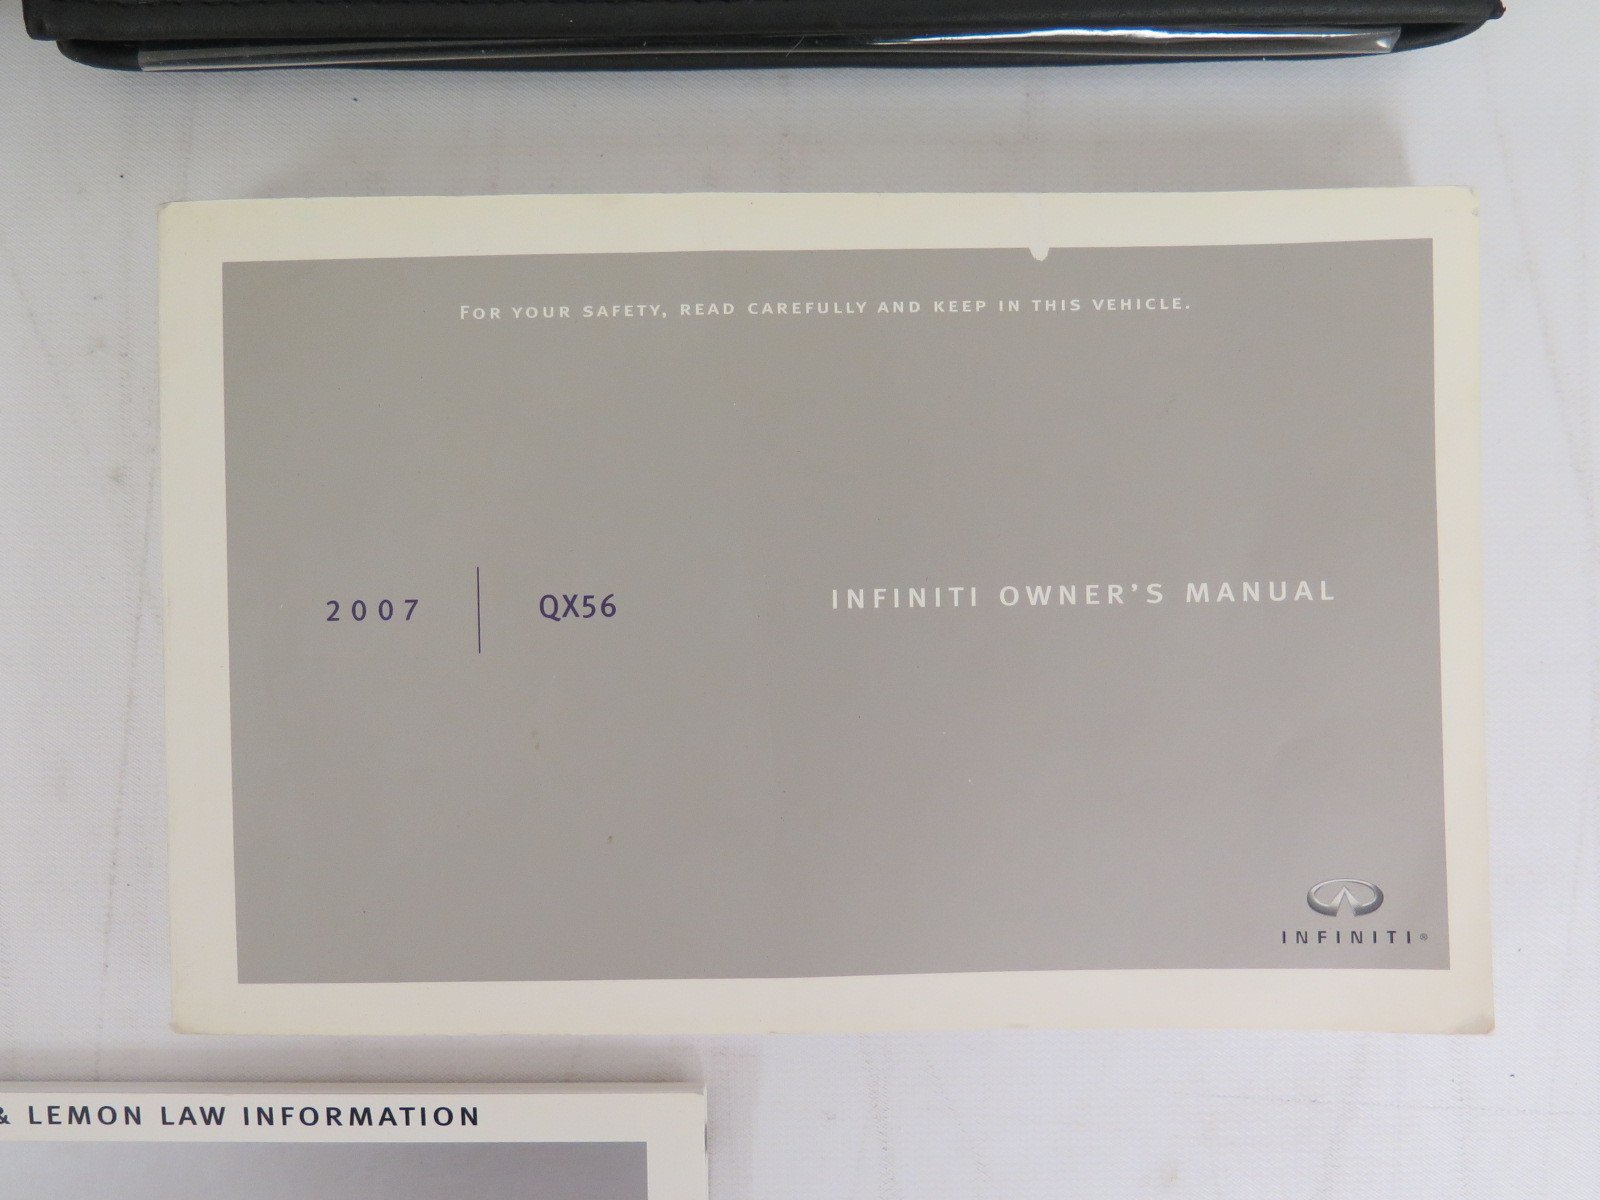 FOR YOUR SAFETY, READ CAREFULLY AND KEEP IN THIS VEHICLE.
2007 | QX56
INFINITI OWNER'S MANUAL
INFINITI®
& LEMON LAW INFORMATION